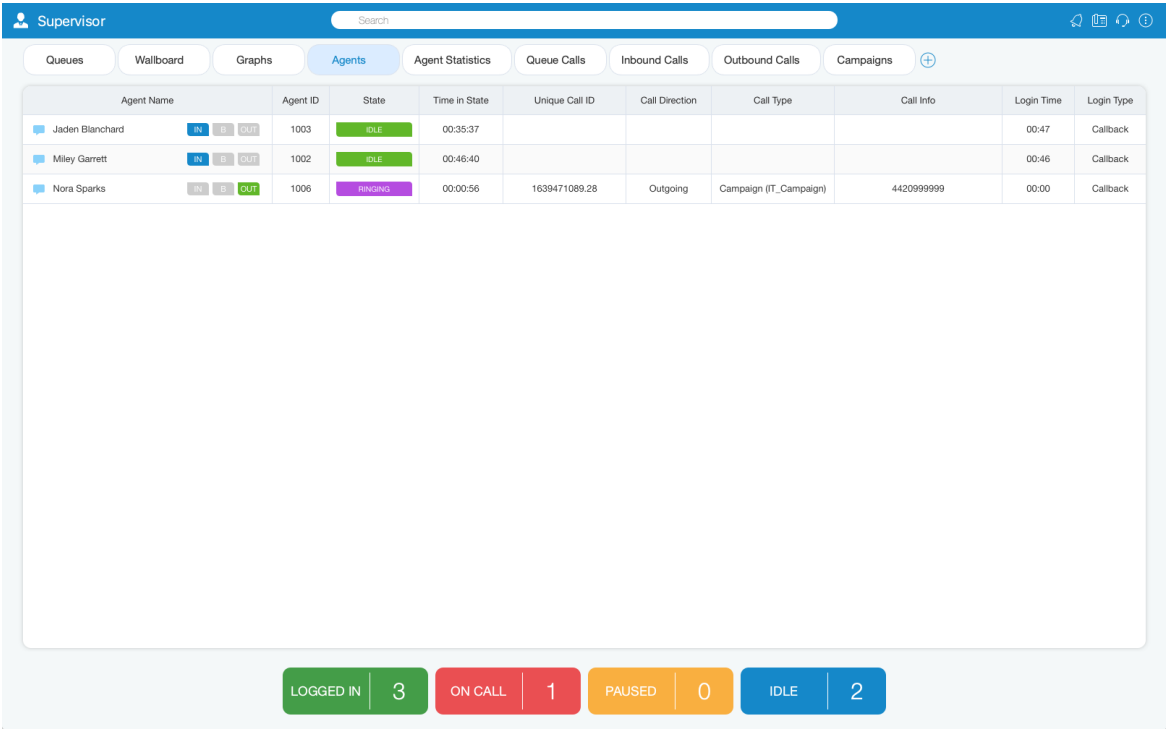 Supervisor Search
Queues Wallboard Graphs Agents Agent Statistics Queue Calls Inbound Calls Outbound Calls Campaigns
Agent Name Agent ID State Time in State Unique Call ID Call Direction Call Type Call Info Login Time Login Type
Jaden Blanchard IN B OUT 1003 IDLE 00:35:37 00:47 Callback
Miley Garrett IN B OUT 1002 IDLE 00:46:40 00:46 Callback
Nora Sparks IN B OUT 1006 RINGING 00:00:56 1639471089.28 Outgoing Campaign (IT_Campaign) 4420999999 00:00 Callback
LOGGED IN 3 ON CALL 1 PAUSED 0 IDLE 2